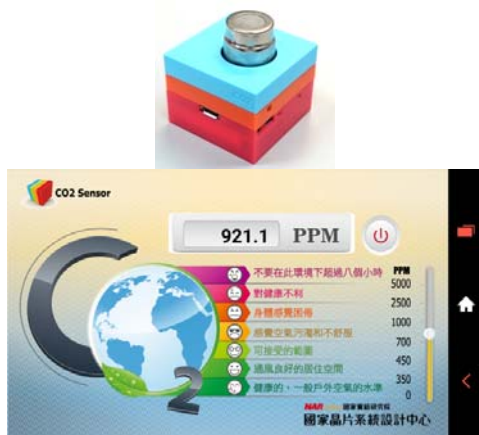 CO2 Sensor
921.1 PPM
不要在此環境下超過八個小時
對健康不利
身體感覺困倦
感覺空氣污濁和不舒服
可接受的範圍
通風良好的居住空間
健康的，一般戶外空氣的水準
PPM
5000
2500
1000
700
450
350
0
2
國家實驗研究院
國家晶片系統設計中心